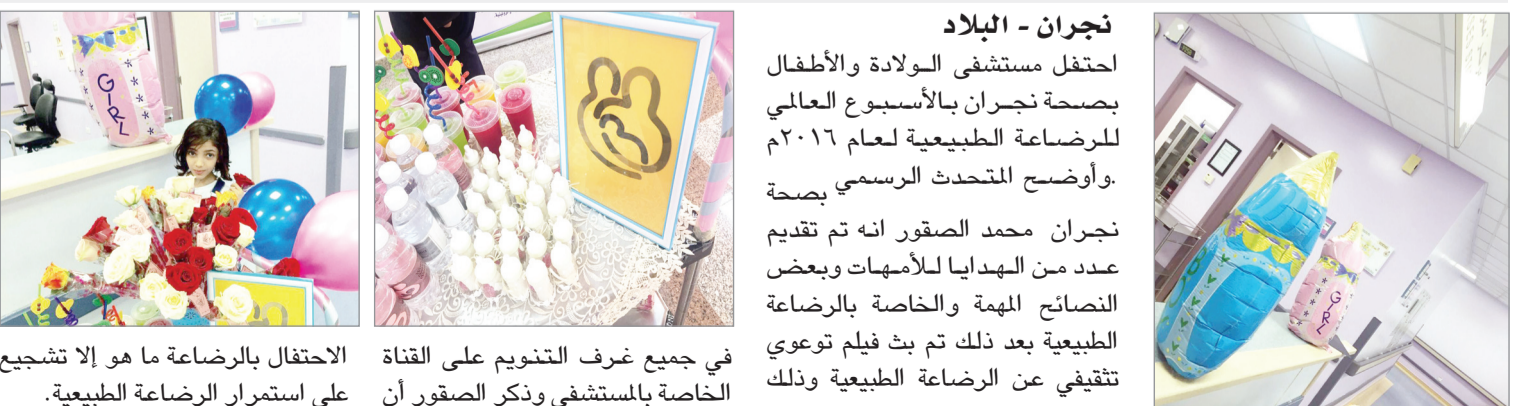 نجران - البلاد
احتفل مستشفى الولادة والأطفال
بصحة نجران بالأسبوع العالمي
للرضاعة الطبيعية لعام ٢٠١٦م
.وأوضح المتحدث الرسمي بصحة
نجران محمد الصقور انه تم تقديم
عدد من الهدايا للأمهات وبعض
النصائح المهمة والخاصة بالرضاعة
الطبيعية بعد ذلك تم بث فيلم توعوي
تثقيفي عن الرضاعة الطبيعية وذلك
في جميع غرف التنويم على القناة
الخاصة بالمستشفى وذكر الصقور أن
الاحتفال بالرضاعة ما هو إلا تشجيع
على استمرار الرضاعة الطبيعية.
GIRL
GIRL